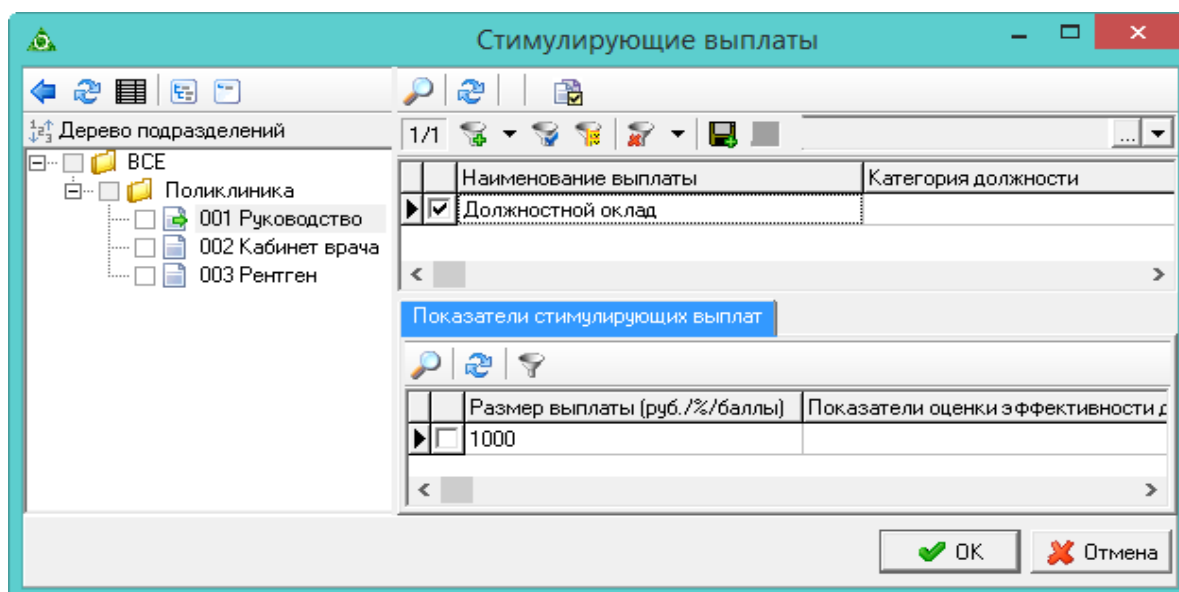 Стимулирующие выплаты
Дерево подразделений
ВСЕ
Поликлиника
001 Руководство
002 Кабинет врача
003 Рентген
1/1
...
Наименование выплаты Категория должности
Должностной оклад
Показатели стимулирующих выплат
Размер выплаты (руб./%/баллы) Показатели оценки эффективности д
1000
OK Отмена